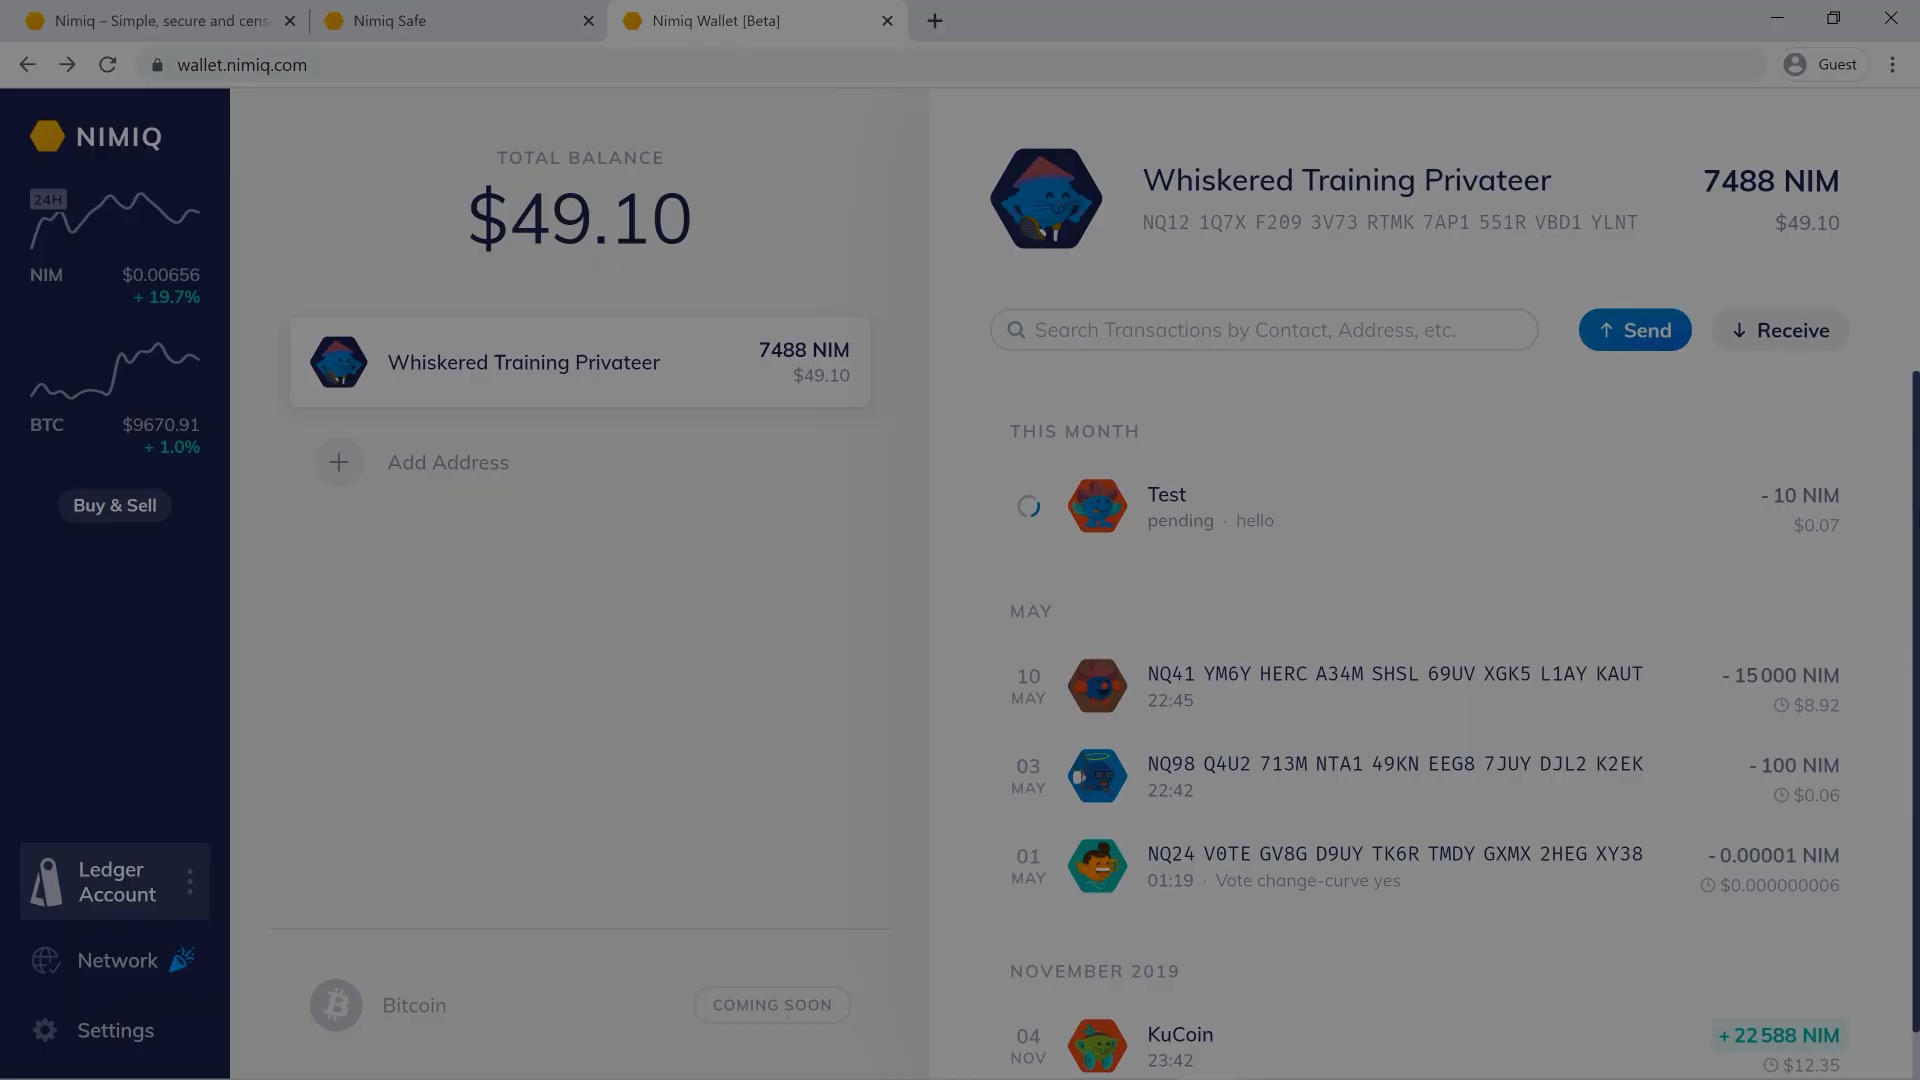 Nimiq – Simple, secure and cens
Nimiq Safe
Nimiq Wallet [Beta]
wallet.nimiq.com
Guest
NIMIQ
24H
NIM $0.00656
+ 19.7%
BTC $9670.91
+ 1.0%
Buy & Sell
Ledger
Account
Network
Settings
TOTAL BALANCE
$49.10
Whiskered Training Privateer
7488 NIM
$49.10
Add Address
Bitcoin
COMING SOON
Whiskered Training Privateer
7488 NIM
NQ12 1Q7X F209 3V73 RTMK 7AP1 551R VBD1 YLNT
$49.10
Search Transactions by Contact, Address, etc.
Send
Receive
THIS MONTH
Test
- 10 NIM
pending · hello
$0.07
MAY
10
MAY
NQ41 YM6Y HERC A34M SHSL 69UV XGK5 L1AY KAUT
- 15 000 NIM
22:45
$8.92
03
MAY
NQ98 Q4U2 713M NTA1 49KN EEG8 7JUY DJL2 K2EK
- 100 NIM
22:42
$0.06
01
MAY
NQ24 V0TE GV8G D9UY TK6R TMDY GXMX 2HEG XY38
- 0.00001 NIM
01:19 · Vote change-curve yes
$0.000000006
NOVEMBER 2019
04
NOV
KuCoin
+ 22 588 NIM
23:42
$12.35